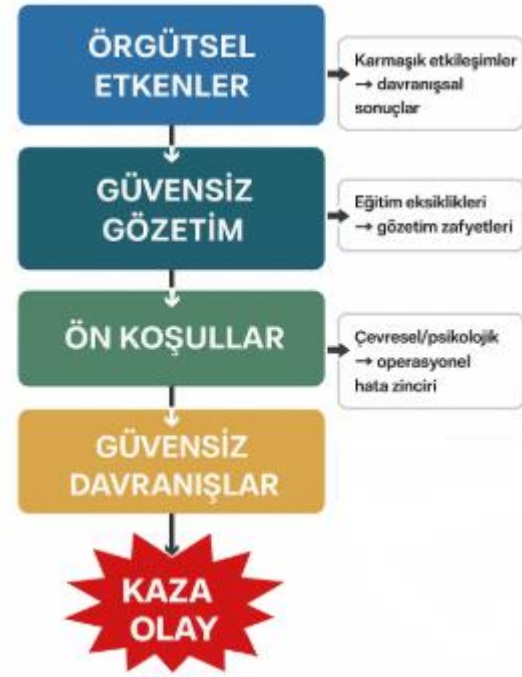 ÖRGÜTSEL
ETKENLER
Karmaşık etkileşimler
→ davranışsal
sonuçlar
GÜVENSİZ
GÖZETİM
Eğitim eksiklikleri
→ gözetim zafyetleri
ÖN KOŞULLAR
Çevresel/psikolojik
→ operasyonel
hata zinciri
GÜVENSİZ
DAVRANIŞLAR
KAZA
OLAY